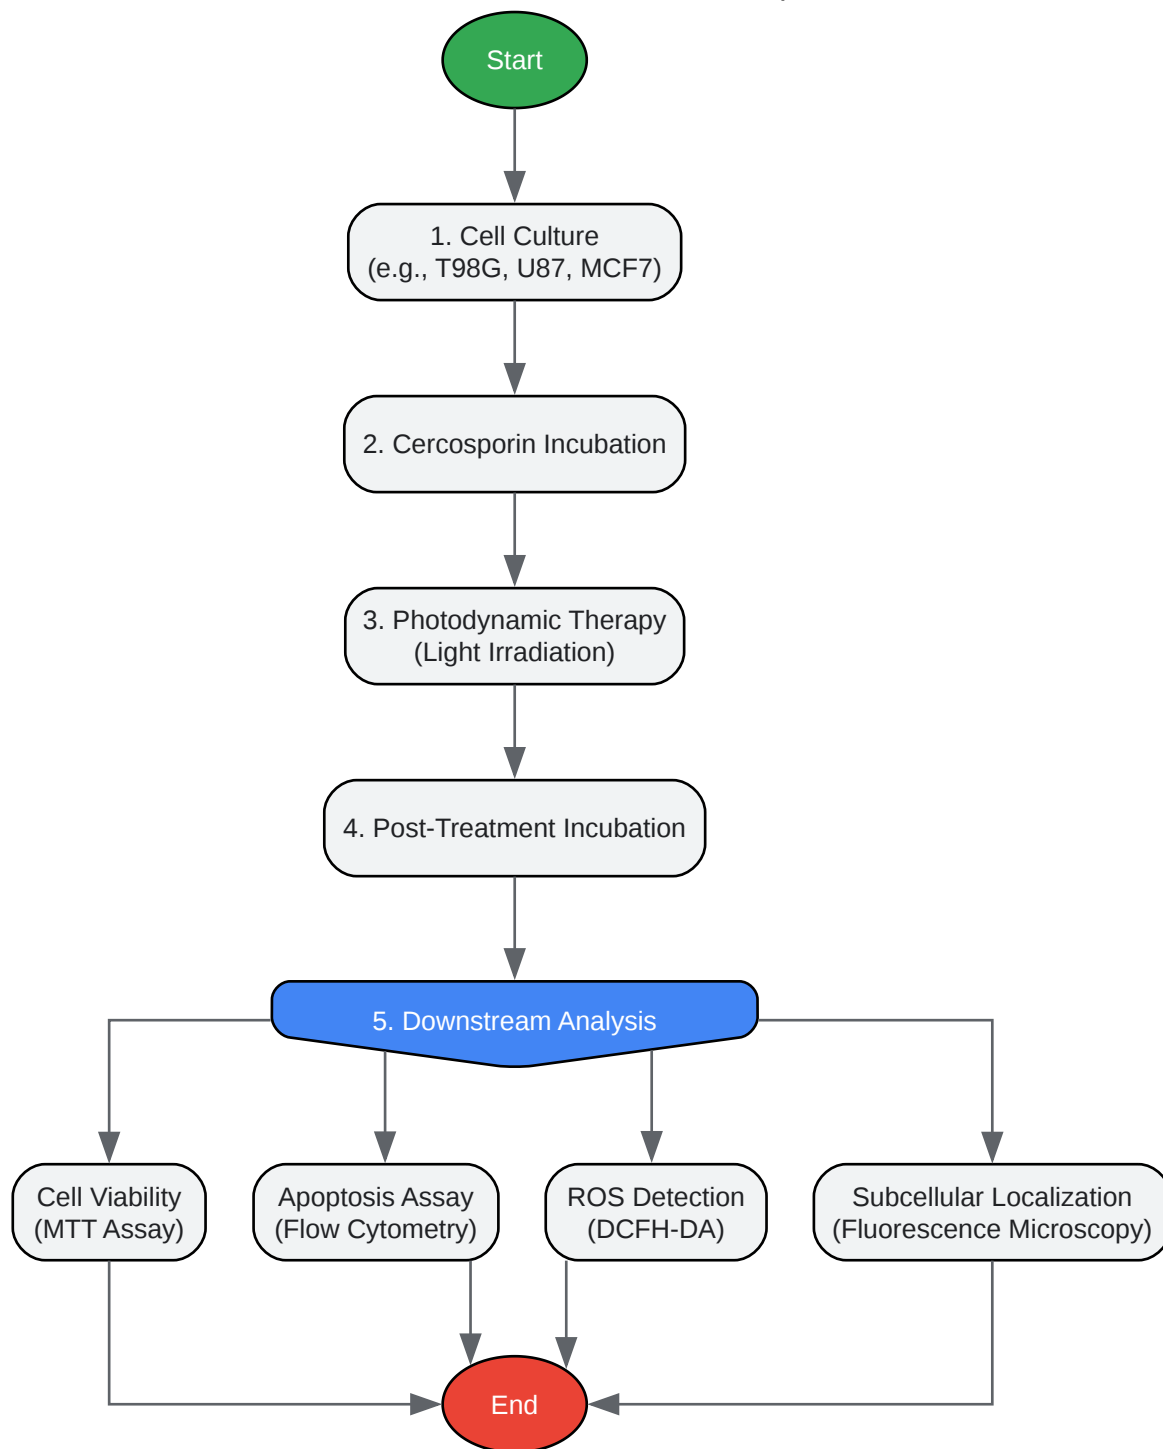 Start
1. Cell Culture
(e.g., T98G, U87, MCF7)
2. Cercosporin Incubation
3. Photodynamic Therapy
(Light Irradiation)
4. Post-Treatment Incubation
5. Downstream Analysis
Cell Viability
(MTT Assay)
Apoptosis Assay
(Flow Cytometry)
ROS Detection
(DCFH-DA)
Subcellular Localization
(Fluorescence Microscopy)
End